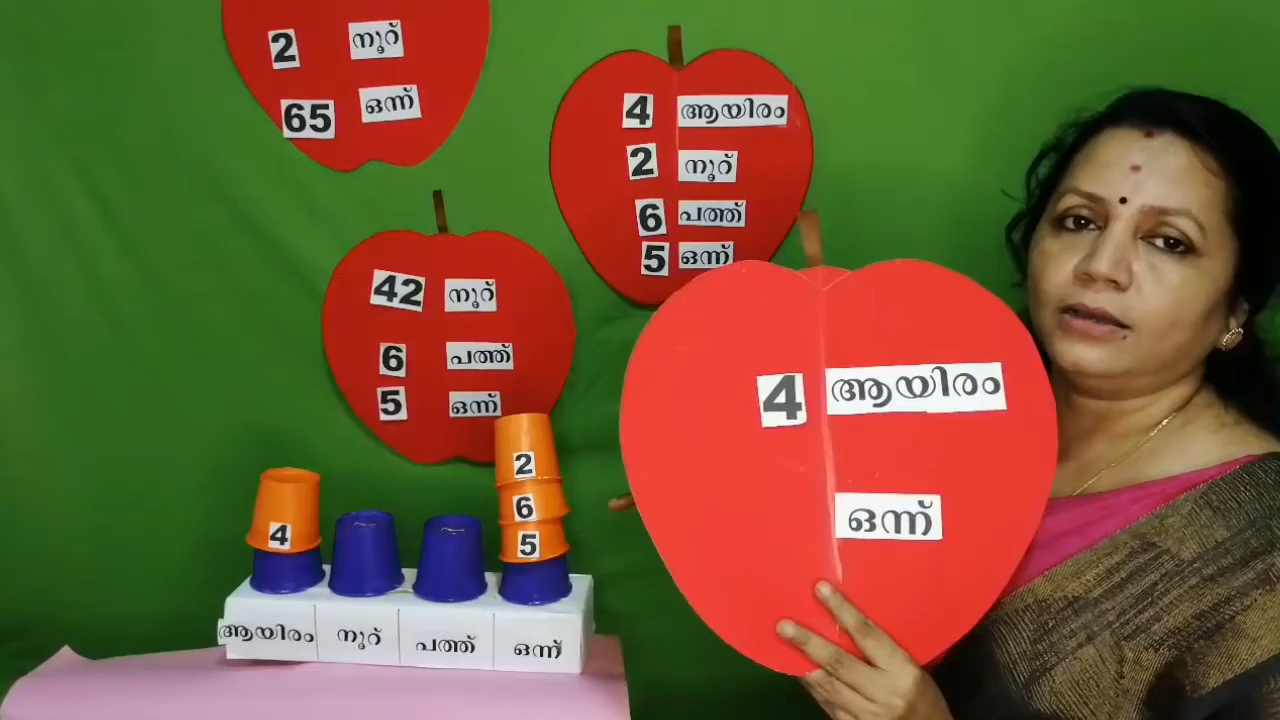 2 നൂറ്
65 ഒന്ന്
4 ആയിരം
2 നൂറ്
6 പത്ത്
5 ഒന്ന്
42 നൂറ്
6 പത്ത്
5 ഒന്ന്
4 ആയിരം
ഒന്ന്
2
6
5
4
ആയിരം നൂറ് പത്ത് ഒന്ന്